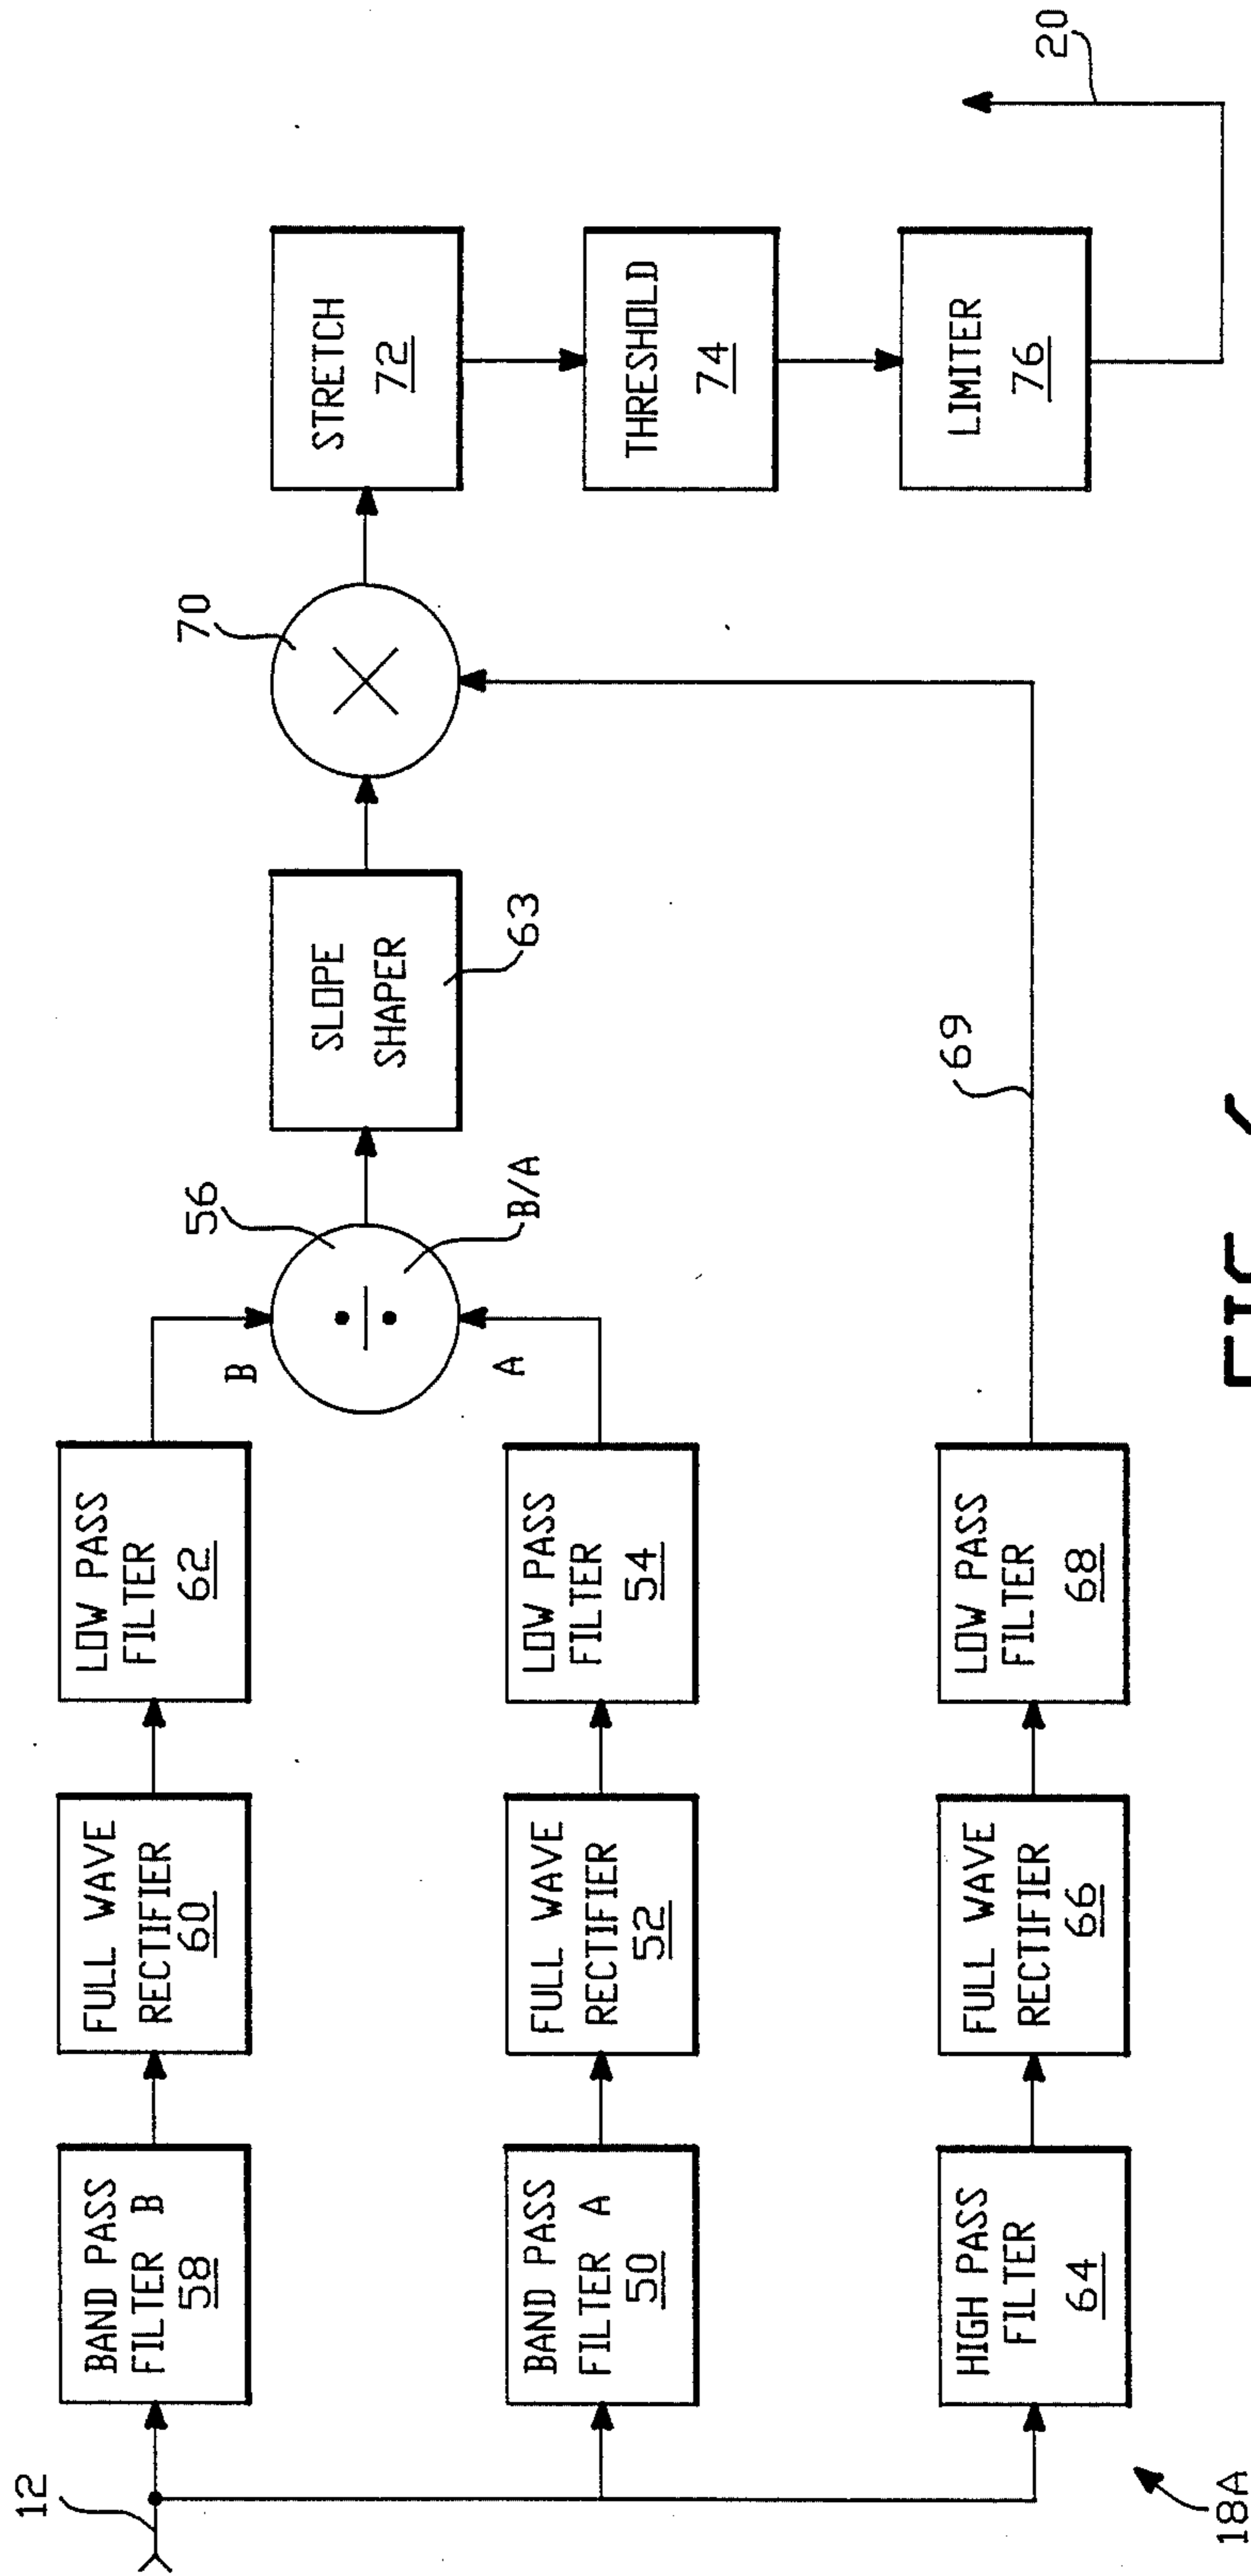 12
BAND PASS
FILTER B
58
FULL WAVE
RECTIFIER
60
LOW PASS
FILTER
62
B
56
B/A
A
SLOPE
SHAPER
63
70
STRETCH
72
THRESHOLD
74
LIMITER
76
20
BAND PASS
FILTER A
50
FULL WAVE
RECTIFIER
52
LOW PASS
FILTER
54
HIGH PASS
FILTER
64
FULL WAVE
RECTIFIER
66
LOW PASS
FILTER
68
69
18A